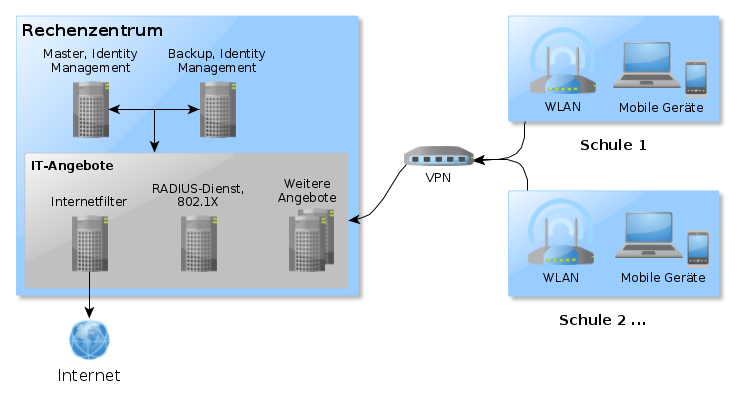 Rechenzentrum
Master, Identity
Management
Backup, Identity
Management
IT-Angebote
Internetfilter
RADIUS-Dienst,
802.1X
Weitere
Angebote
Internet
VPN
WLAN
Mobile Geräte
Schule 1
WLAN
Mobile Geräte
Schule 2 ...